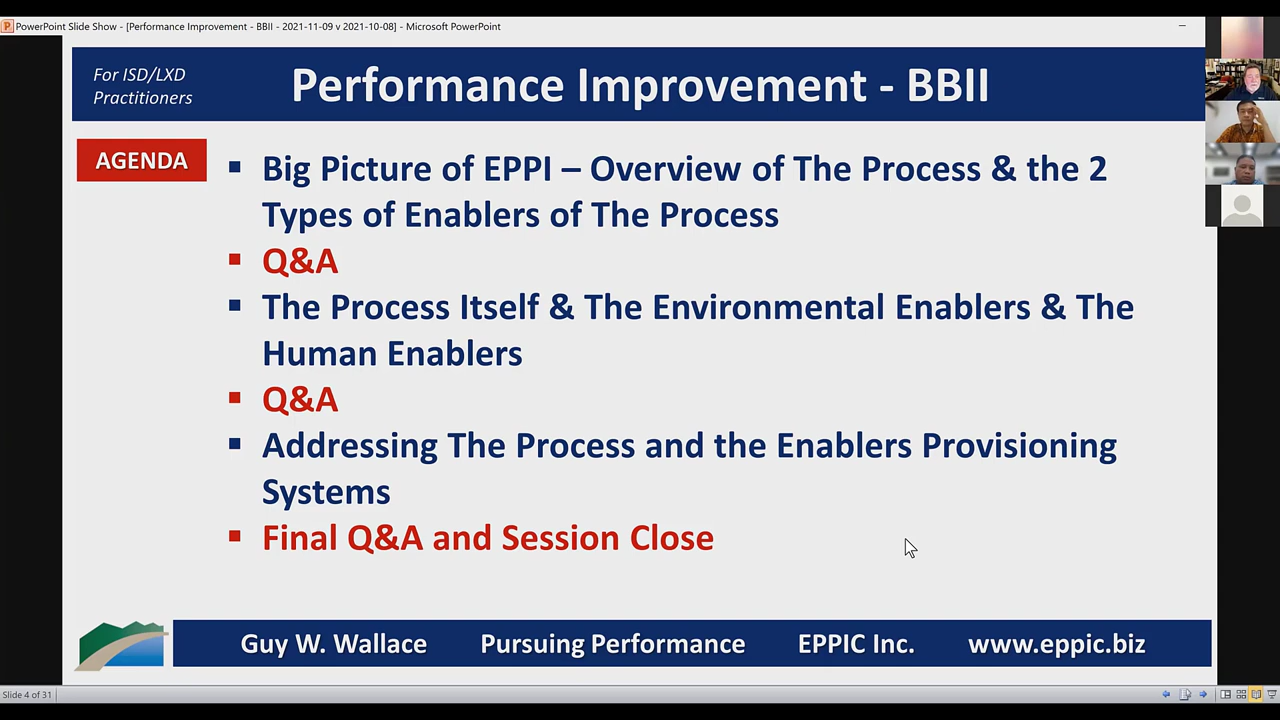 PowerPoint Slide Show - [Performance Improvement - BBII - 2021-11-09 v 2021-10-08] - Microsoft PowerPoint
For ISD/LXD
Practitioners
Performance Improvement - BBII
AGENDA
▪ Big Picture of EPPI – Overview of The Process & the 2
Types of Enablers of The Process
▪ Q&A
▪ The Process Itself & The Environmental Enablers & The
Human Enablers
▪ Q&A
▪ Addressing The Process and the Enablers Provisioning
Systems
▪ Final Q&A and Session Close
Guy W. Wallace Pursuing Performance EPPIC Inc. www.eppic.biz
Slide 4 of 31